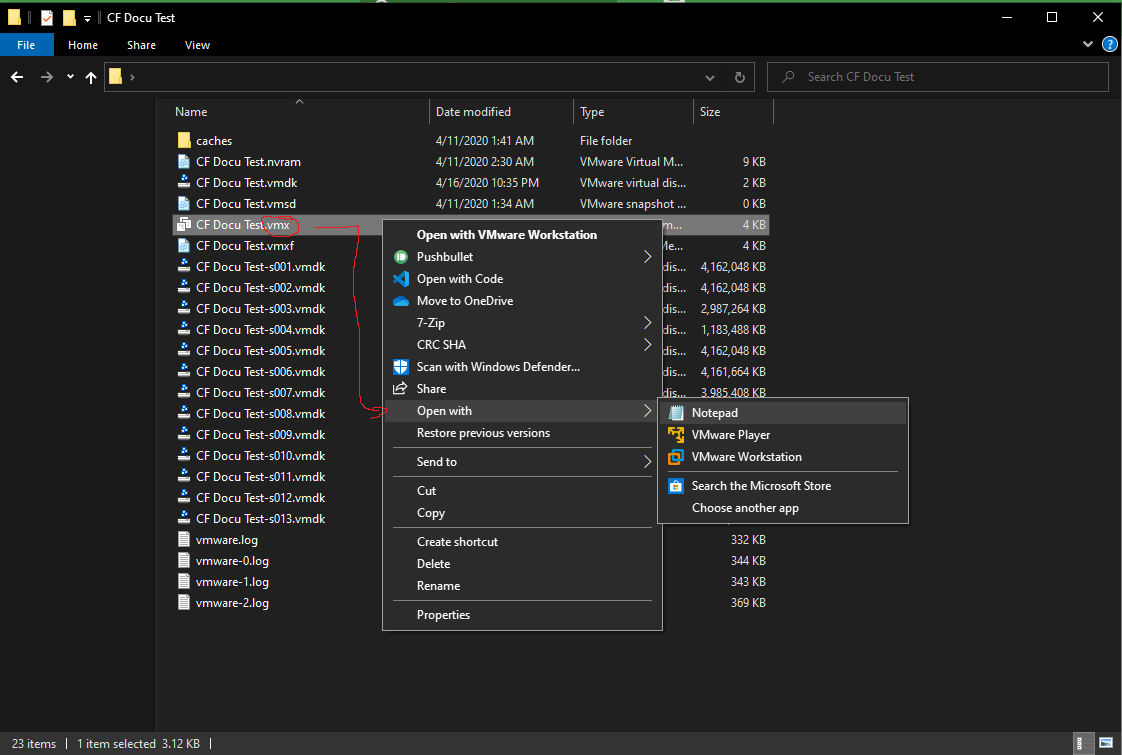 CF Docu Test
File Home Share View
Search CF Docu Test
Name Date modified Type Size
caches 4/11/2020 1:41 AM File folder
CF Docu Test.nvram 4/11/2020 2:30 AM VMware Virtual M... 9 KB
CF Docu Test.vmdk 4/16/2020 10:35 PM VMware virtual dis... 2 KB
CF Docu Test.vmsd 4/11/2020 1:34 AM VMware snapshot ... 0 KB
CF Docu Test.vmx m... 4 KB
CF Docu Test.vmxf 4 KB
CF Docu Test-s001.vmdk dis... 4,162,048 KB
CF Docu Test-s002.vmdk dis... 4,162,048 KB
CF Docu Test-s003.vmdk dis... 2,987,264 KB
CF Docu Test-s004.vmdk dis... 1,183,488 KB
CF Docu Test-s005.vmdk dis... 4,162,048 KB
CF Docu Test-s006.vmdk dis... 4,161,664 KB
CF Docu Test-s007.vmdk dis... 3,985,408 KB
CF Docu Test-s008.vmdk
CF Docu Test-s009.vmdk
CF Docu Test-s010.vmdk
CF Docu Test-s011.vmdk
CF Docu Test-s012.vmdk
CF Docu Test-s013.vmdk
vmware.log 332 KB
vmware-0.log 344 KB
vmware-1.log 343 KB
vmware-2.log 369 KB
Open with VMware Workstation
Pushbullet
Open with Code
Move to OneDrive
7-Zip
CRC SHA
Scan with Windows Defender...
Share
Open with
Restore previous versions
Send to
Cut
Copy
Create shortcut
Delete
Rename
Properties
Notepad
VMware Player
VMware Workstation
Search the Microsoft Store
Choose another app
23 items 1 item selected 3.12 KB